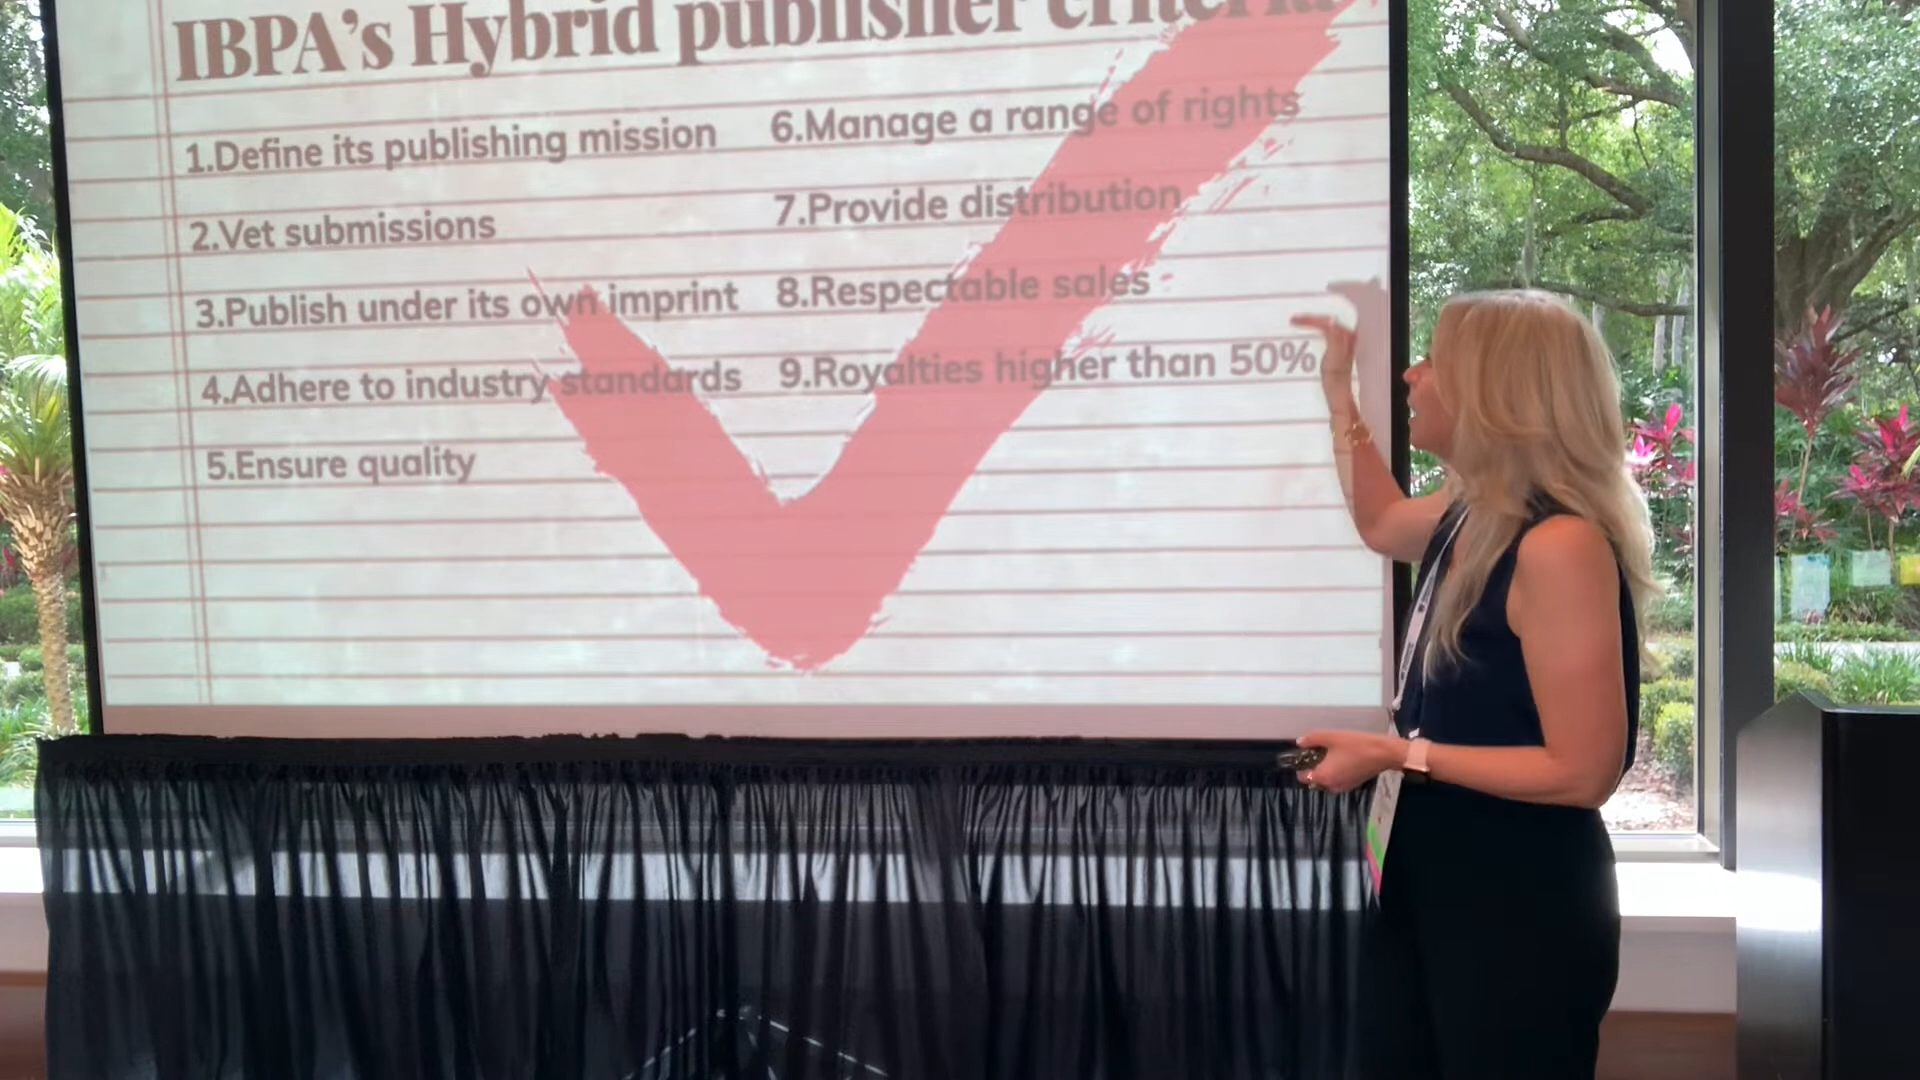 IBPA's Hybrid publisher criteria
1.Define its publishing mission
2.Vet submissions
3.Publish under its own imprint
4.Adhere to industry standards
5.Ensure quality
6.Manage a range of rights
7.Provide distribution
8.Respectable sales
9.Royalties higher than 50%